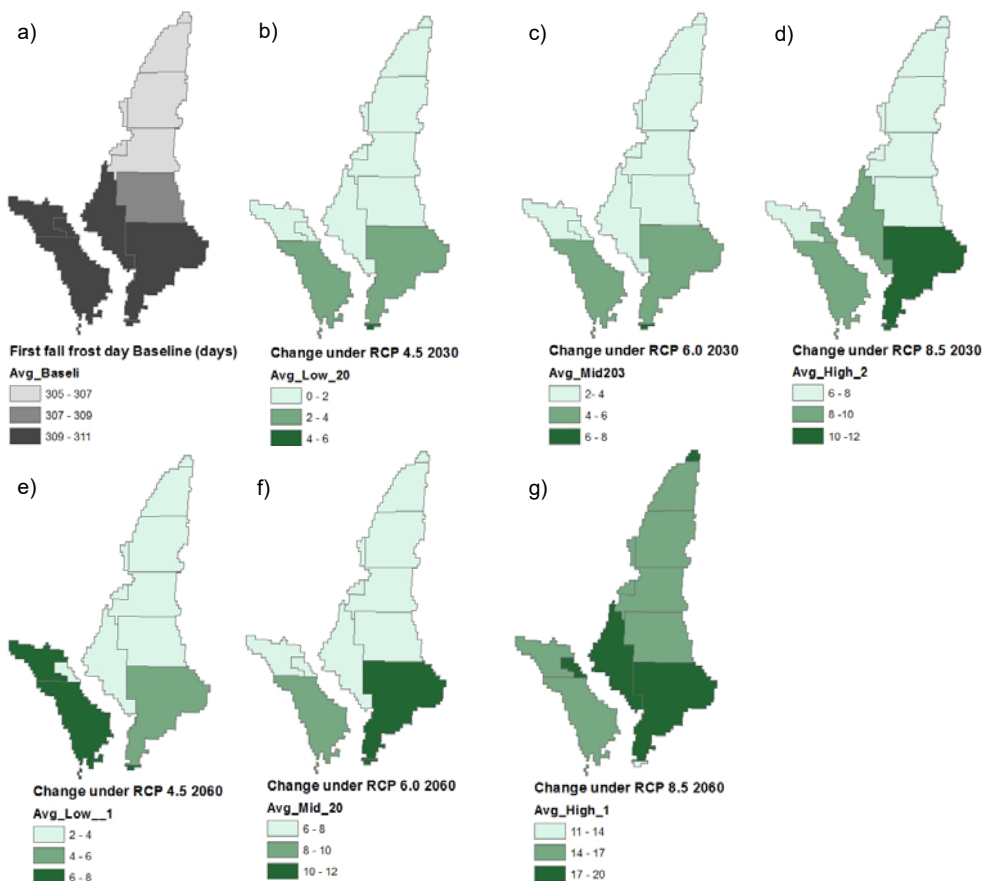 a)
b)
c)
d)
First fall frost day Baseline (days)
Avg_Baseli
305 - 307
307 - 309
309 - 311
Change under RCP 4.5 2030
Avg_Low_20
0 - 2
2 - 4
4 - 6
Change under RCP 6.0 2030
Avg_Mid203
2- 4
4 - 6
6 - 8
Change under RCP 8.5 2030
Avg_High_2
6 - 8
8 -10
10 -12
e)
f)
g)
Change under RCP 4.5 2060
Avg_Low__1
2 - 4
4 - 6
6 - 8
Change under RCP 6.0 2060
Avg_Mid_20
6 - 8
8 - 10
10 - 12
Change under RCP 8.5 2060
Avg_High_1
11 - 14
14 - 17
17 - 20